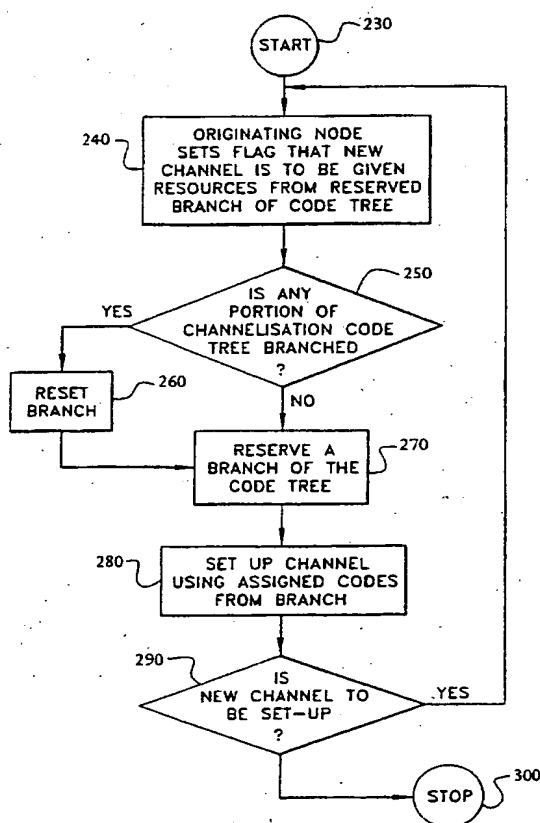 230
START
240
ORIGINATING NODE
SETS FLAG THAT NEW
CHANNEL IS TO BE GIVEN
RESOURCES FROM RESERVED
BRANCH OF CODE TREE
250
YES
IS ANY
PORTION OF
CHANNELISATION CODE
TREE BRANCHED
?
260
RESET
BRANCH
NO
270
RESERVE A
BRANCH OF THE
CODE TREE
280
SET UP CHANNEL
USING ASSIGNED CODES
FROM BRANCH
290
IS
NEW CHANNEL TO
BE SET-UP
?
YES
STOP
300